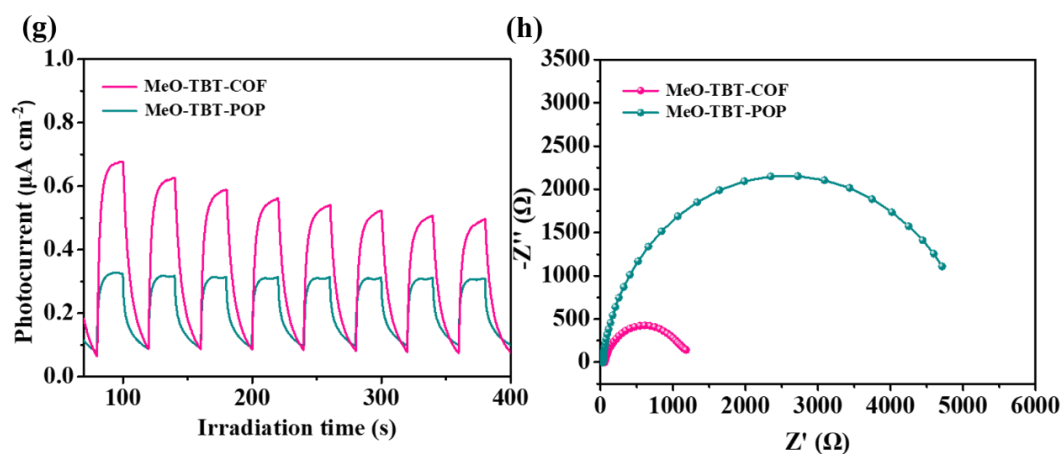 (g)
1.0
0.8
0.6
0.4
0.2
0.0
Photocurrent (μA cm⁻²)
MeO-TBT-COF
MeO-TBT-POP
100
200
300
400
Irradiation time (s)
(h)
3500
3000
2500
2000
1500
1000
500
0
-Z'' (Ω)
MeO-TBT-COF
MeO-TBT-POP
0
1000
2000
3000
4000
5000
6000
Z' (Ω)